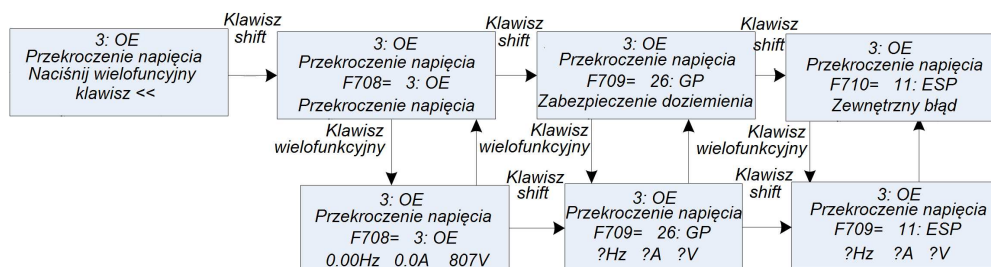 3: OE
Przekroczenie napięcia
Naciśnij wielofuncyjny
klawisz <<
Klawisz
shift
3: OE
Przekroczenie napięcia
F708= 3: OE
Przekroczenie napięcia
Klawisz
shift
3: OE
Przekroczenie napięcia
F709= 26: GP
Zabezpieczenie doziemienia
Klawisz
shift
3: OE
Przekroczenie napięcia
F710= 11: ESP
Zewnętrzny błąd
Klawisz
wielofunkcyjny
Klawisz
wielofunkcyjny
Klawisz
wielofunkcyjny
3: OE
Przekroczenie napięcia
F708= 3: OE
0.00Hz 0.0A 807V
Klawisz
shift
3: OE
Przekroczenie napięcia
F709= 26: GP
?Hz ?A ?V
Klawisz
shift
3: OE
Przekroczenie napięcia
F709= 11: ESP
?Hz ?A ?V